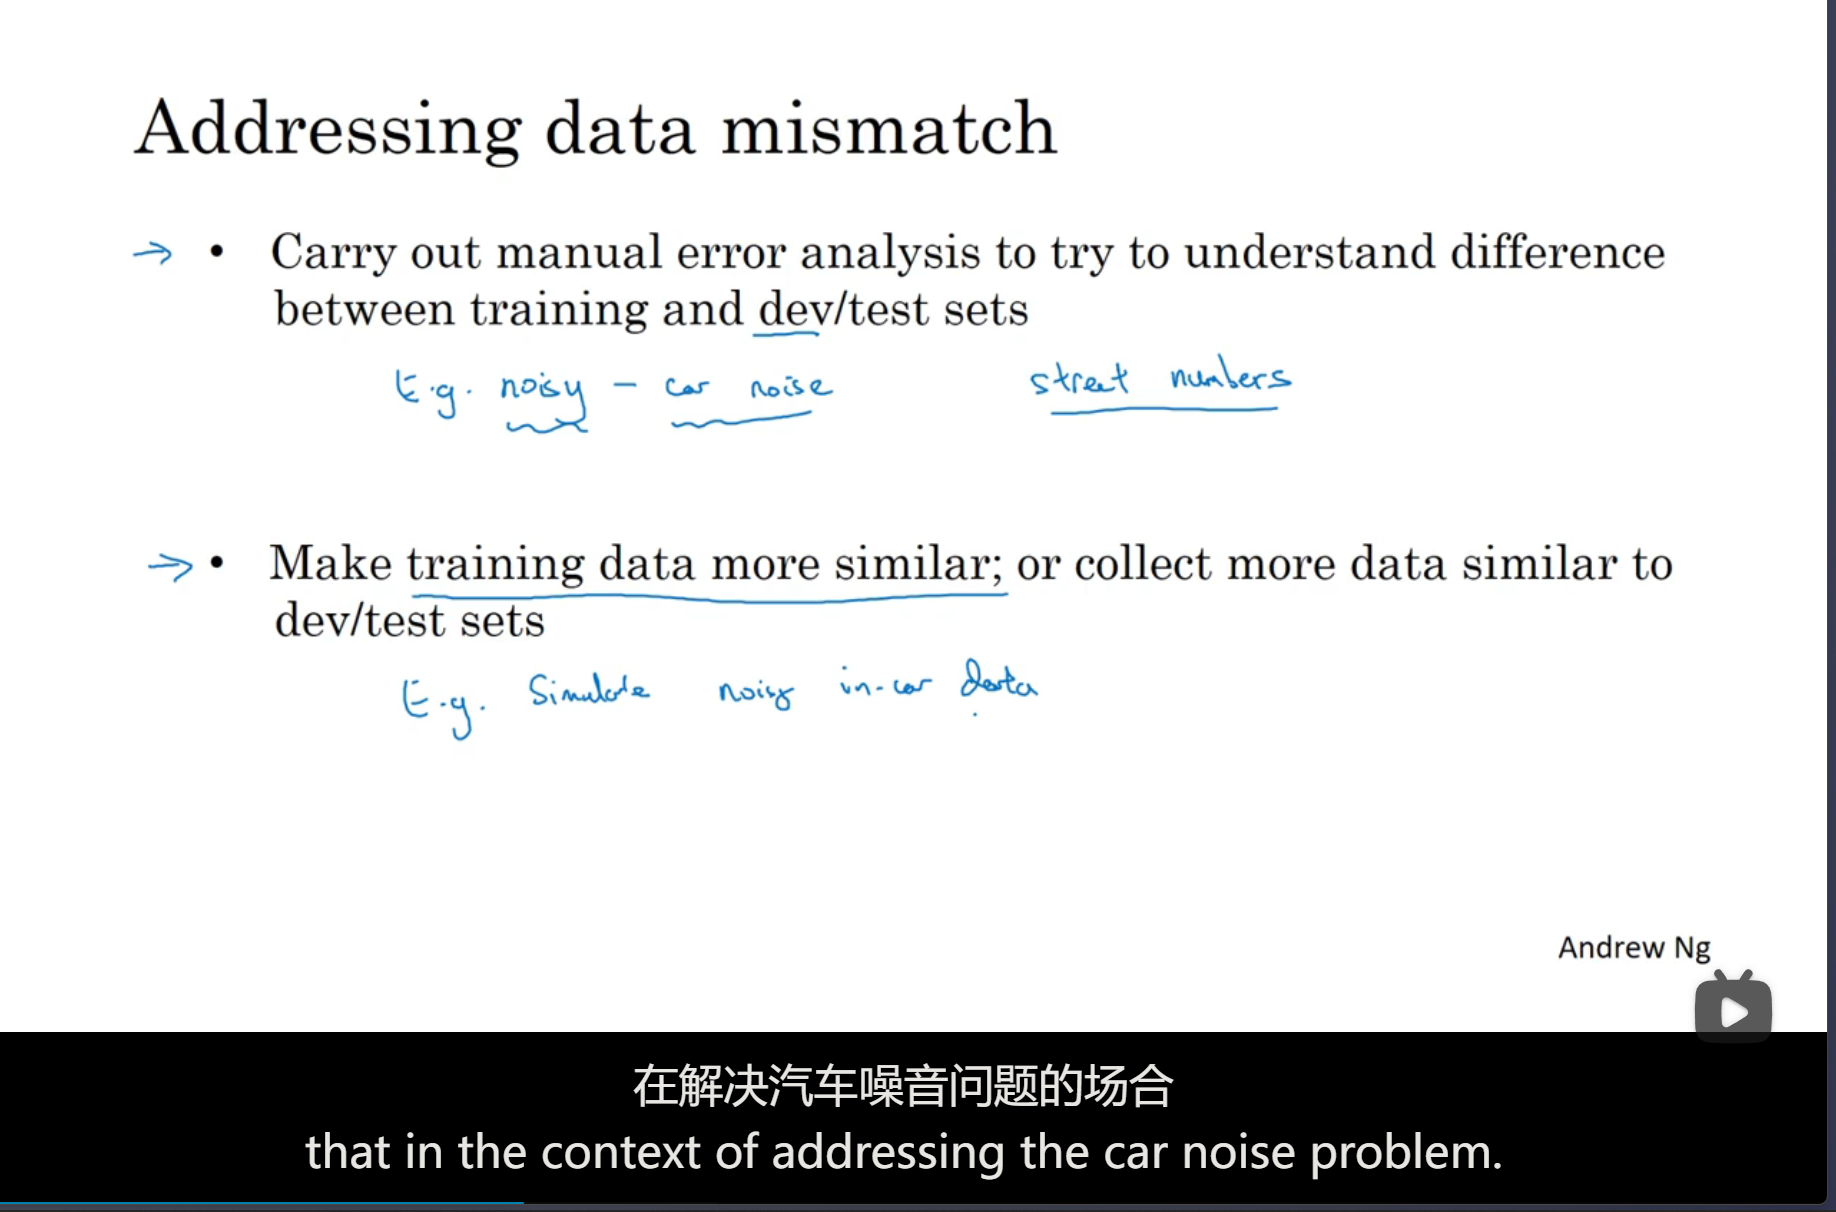 Addressing data mismatch
→ • Carry out manual error analysis to try to understand difference
between training and dev/test sets
E.g. noisy - car noise street numbers
→ • Make training data more similar; or collect more data similar to
dev/test sets
E.g. Simulate noisy in-car data
Andrew Ng
在解决汽车噪音问题的场合
that in the context of addressing the car noise problem.